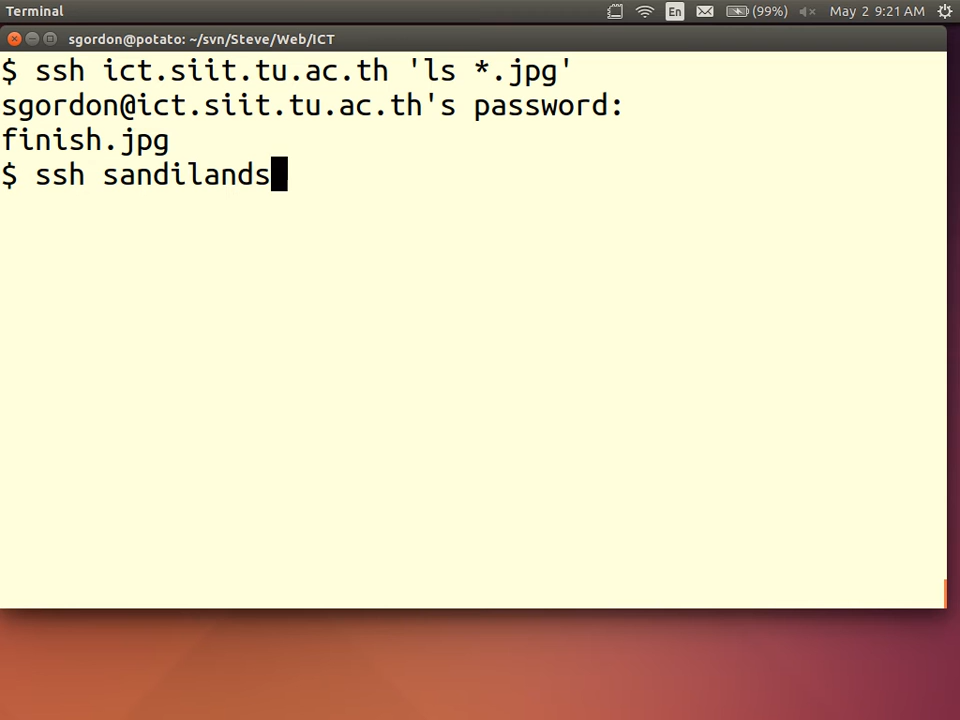 Terminal
En
(99%)
May 2 9:21 AM
sgordon@potato: ~/svn/Steve/Web/ICT
$ ssh ict.siit.tu.ac.th 'ls *.jpg'
sgordon@ict.siit.tu.ac.th's password:
finish.jpg
$ ssh sandilands